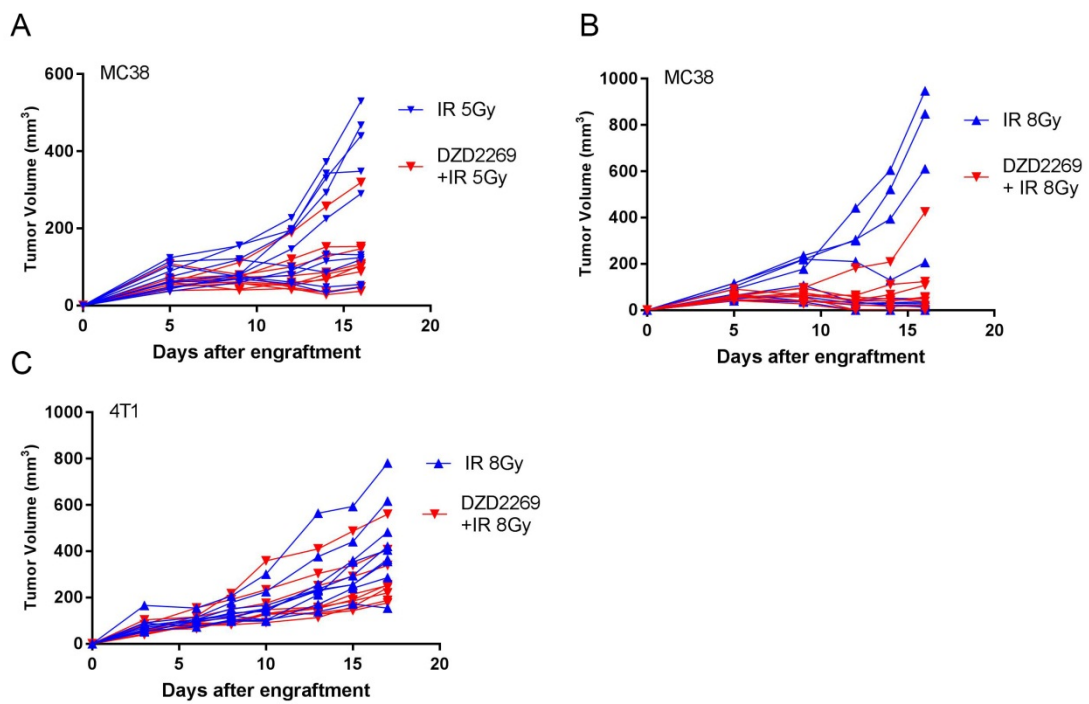 A
MC38
Tumor Volume (mm³)
600
400
200
0
0 5 10 15 20
Days after engraftment
IR 5Gy
DZD2269
+IR 5Gy
B
MC38
Tumor Volume (mm³)
1000
800
600
400
200
0
0 5 10 15 20
Days after engraftment
IR 8Gy
DZD2269
+ IR 8Gy
C
4T1
Tumor Volume (mm³)
1000
800
600
400
200
0
0 5 10 15 20
Days after engraftment
IR 8Gy
DZD2269
+IR 8Gy